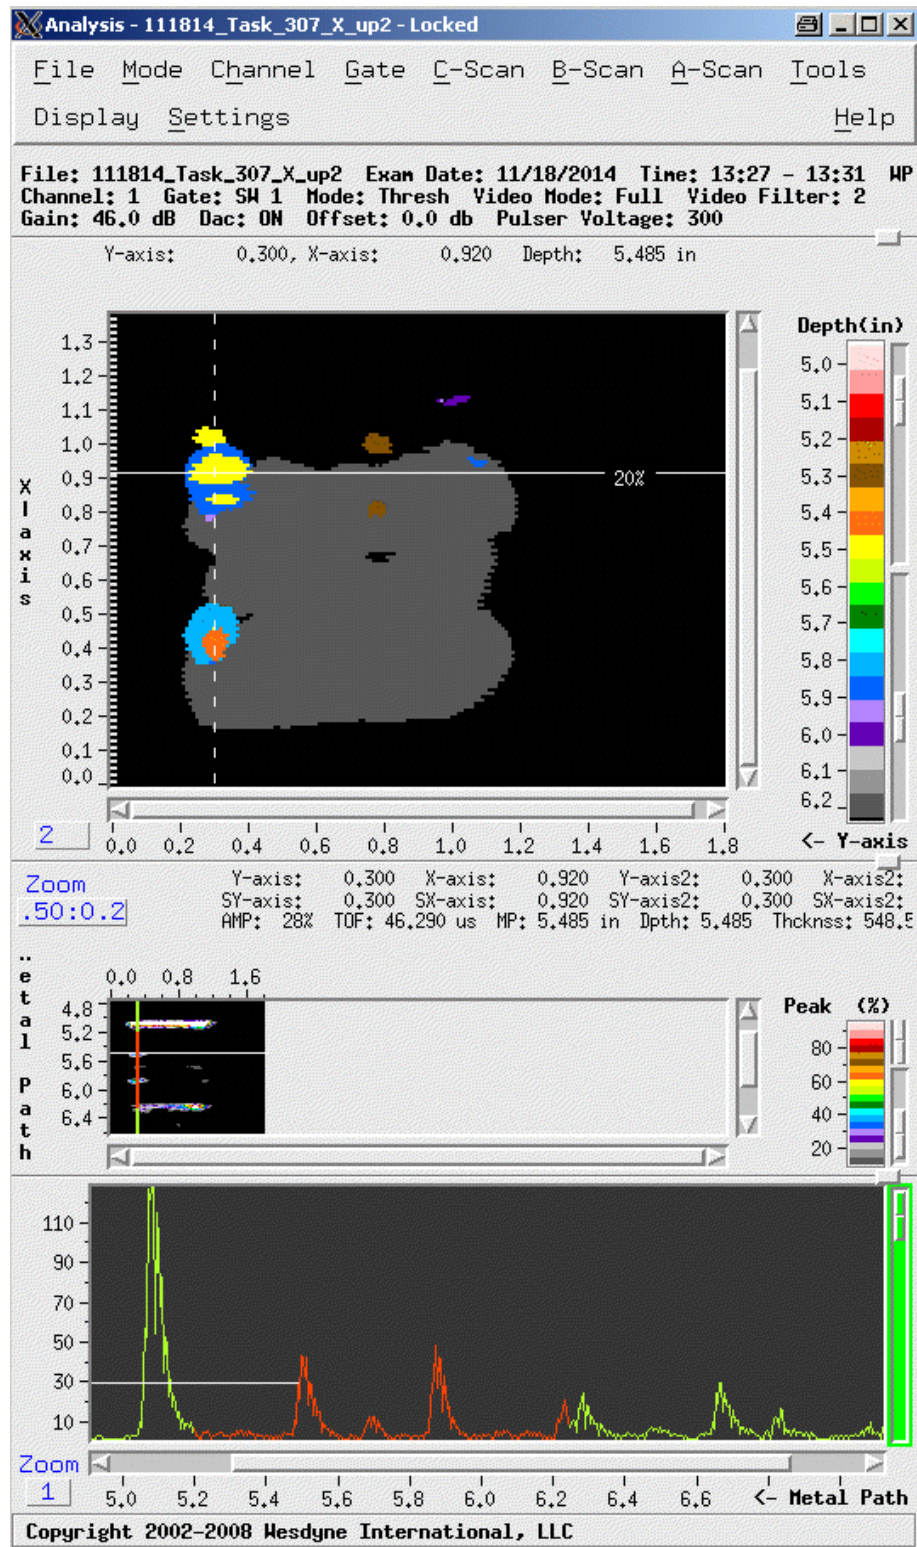 Analysis - 111814_Task_307_X_up2 - Locked
File Mode Channel Gate C-Scan B-Scan A-Scan Tools
Display Settings Help
File: 111814_Task_307_X_up2 Exam Date: 11/18/2014 Time: 13:27 - 13:31 WP
Channel: 1 Gate: SW 1 Mode: Thresh Video Mode: Full Video Filter: 2
Gain: 46.0 dB Dac: ON Offset: 0.0 db Pulser Voltage: 300
Y-axis: 0.300, X-axis: 0.920 Depth: 5.485 in
Depth(in)
1.3
1.2
1.1
1.0
0.9
0.8
0.7
0.6
0.5
0.4
0.3
0.2
0.1
0.0
X|axis
20%
5.0
5.1
5.2
5.3
5.4
5.5
5.6
5.7
5.8
5.9
6.0
6.1
6.2
2
0.0 0.2 0.4 0.6 0.8 1.0 1.2 1.4 1.6 1.8
<- Y-axis
Zoom
.50:0.2
Y-axis: 0.300 X-axis: 0.920 Y-axis2: 0.300 X-axis2:
SY-axis: 0.300 SX-axis: 0.920 SY-axis2: 0.300 SX-axis2:
AMP: 28% TOF: 46.290 us MP: 5.485 in Dpth: 5.485 Thcknss: 548.5
..etal Path
0.0 0.8 1.6
4.8
5.2
5.6
6.0
6.4
Peak (%)
80
60
40
20
110
90
70
50
30
10
Zoom
1
5.0 5.2 5.4 5.6 5.8 6.0 6.2 6.4 6.6
<- Metal Path
Copyright 2002-2008 Wesdyne International, LLC